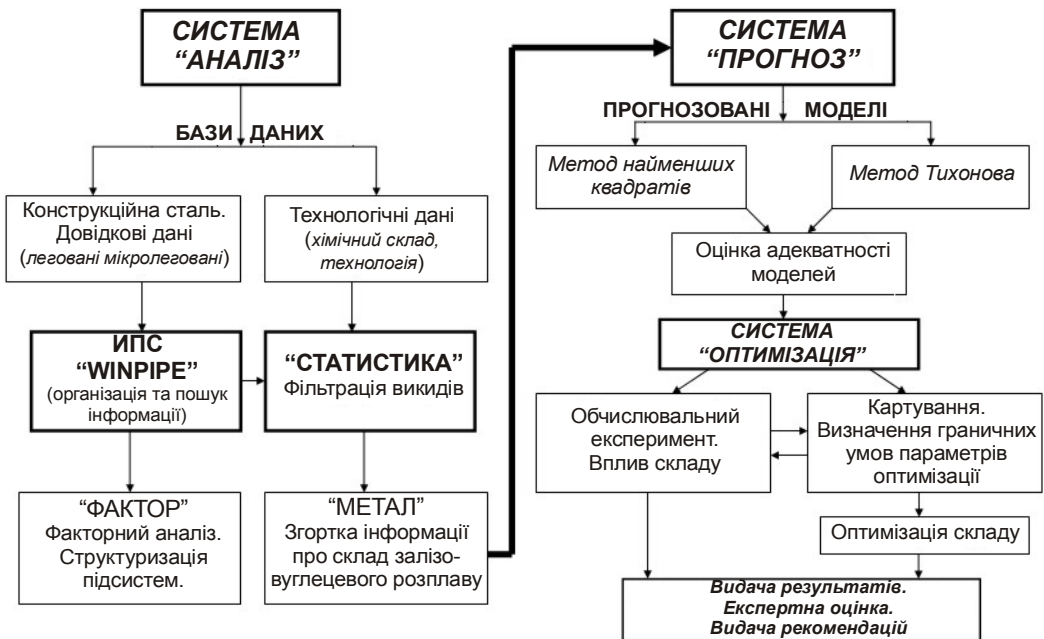 СИСТЕМА
“АНАЛІЗ”
БАЗИ ДАНИХ
Конструкційна сталь.
Довідкові дані
(леговані мікролеговані)
Технологічні дані
(хімічний склад,
технологія)
ИПС
“WINPIPE”
(організація та пошук
інформації)
“СТАТИСТИКА”
Фільтрація викидів
“ФАКТОР”
Факторний аналіз.
Структуризація
підсистем.
“МЕТАЛ”
Згортка інформації
про склад залізо-
вуглецевого розплаву
СИСТЕМА
“ПРОГНОЗ”
ПРОГНОЗОВАНІ МОДЕЛІ
Метод найменших
квадратів
Метод Тихонова
Оцінка адекватності
моделей
СИСТЕМА
“ОПТИМІЗАЦІЯ”
Обчислювальний
експеримент.
Вплив складу
Картування.
Визначення граничних
умов параметрів
оптимізації
Оптимізація складу
Видача результатів.
Експертна оцінка.
Видача рекомендацій